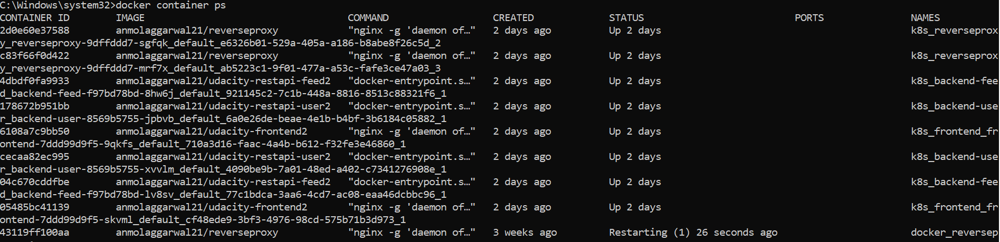 C:\Windows\system32>docker container ps
CONTAINER ID        IMAGE                                   COMMAND                  CREATED             STATUS                          PORTS               NAMES
2d0e60e37588        anmolaggarwal21/reverseproxy            "nginx -g 'daemon of…"   2 days ago          Up 2 days                                           k8s_reverseprox
y_reverseproxy-9dffddd7-sgfqk_default_e6326b01-529a-405a-a186-b8abe8f26c5d_2
c83f66f0d422        anmolaggarwal21/reverseproxy            "nginx -g 'daemon of…"   2 days ago          Up 2 days                                           k8s_reverseprox
y_reverseproxy-9dffddd7-mrf7x_default_ab5223c1-9f01-477a-a53c-fafe3ce47a03_3
4dbdf0fa9933        anmolaggarwal21/udacity-restapi-feed2   "docker-entrypoint.s…"   2 days ago          Up 2 days                                           k8s_backend-fee
d_backend-feed-f97bd78bd-8hw6j_default_921145c2-7c1b-448a-8816-8513c88321f6_1
178672b951bb        anmolaggarwal21/udacity-restapi-user2   "docker-entrypoint.s…"   2 days ago          Up 2 days                                           k8s_backend-use
r_backend-user-8569b5755-jpbvb_default_6a0e26de-beae-4e1b-b4bf-3b6184c05882_1
6108a7c9bb50        anmolaggarwal21/udacity-frontend2       "nginx -g 'daemon of…"   2 days ago          Up 2 days                                           k8s_frontend_fr
ontend-7ddd99d9f5-9qkfs_default_710a3d16-faac-4a4b-b612-f32fe3e46860_1
cecaa82ec995        anmolaggarwal21/udacity-restapi-user2   "docker-entrypoint.s…"   2 days ago          Up 2 days                                           k8s_backend-use
r_backend-user-8569b5755-xvvlm_default_4090be9b-7a01-48ed-a402-c7341276908e_1
04c670cddfbe        anmolaggarwal21/udacity-restapi-feed2   "docker-entrypoint.s…"   2 days ago          Up 2 days                                           k8s_backend-fee
d_backend-feed-f97bd78bd-lv8sv_default_77c1bdca-3aa6-4cd7-ac08-eaa46dcbbc96_1
05485bc41139        anmolaggarwal21/udacity-frontend2       "nginx -g 'daemon of…"   2 days ago          Up 2 days                                           k8s_frontend_fr
ontend-7ddd99d9f5-skvml_default_cf48ede9-3bf3-4976-98cd-575b71b3d973_1
43119ff100aa        anmolaggarwal21/reverseproxy            "nginx -g 'daemon of…"   3 weeks ago         Restarting (1) 26 seconds ago                       docker_reversep